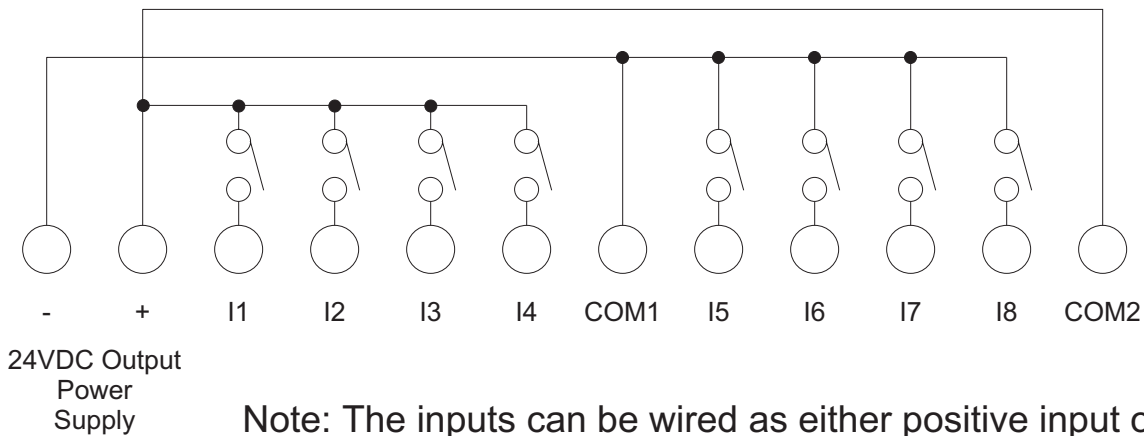 - + I1 I2 I3 I4 COM1 I5 I6 I7 I8 COM2
24VDC Output
Power
Supply
Note: The inputs can be wired as either positive input